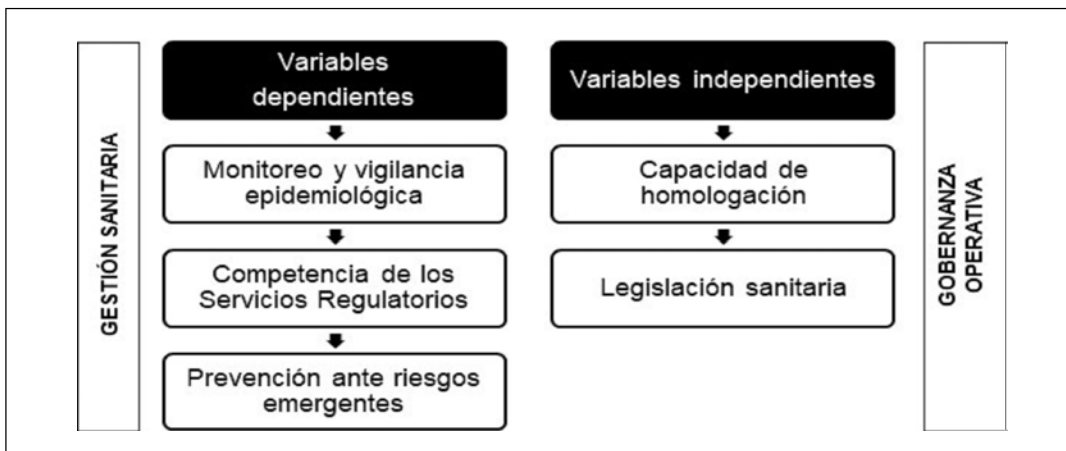 GESTIÓN SANITARIA
Variables
dependientes
Monitoreo y vigilancia
epidemiológica
Competencia de los
Servicios Regulatorios
Prevención ante riesgos
emergentes
Variables independientes
Capacidad de
homologación
Legislación sanitaria
GOBERNANZA
OPERATIVA